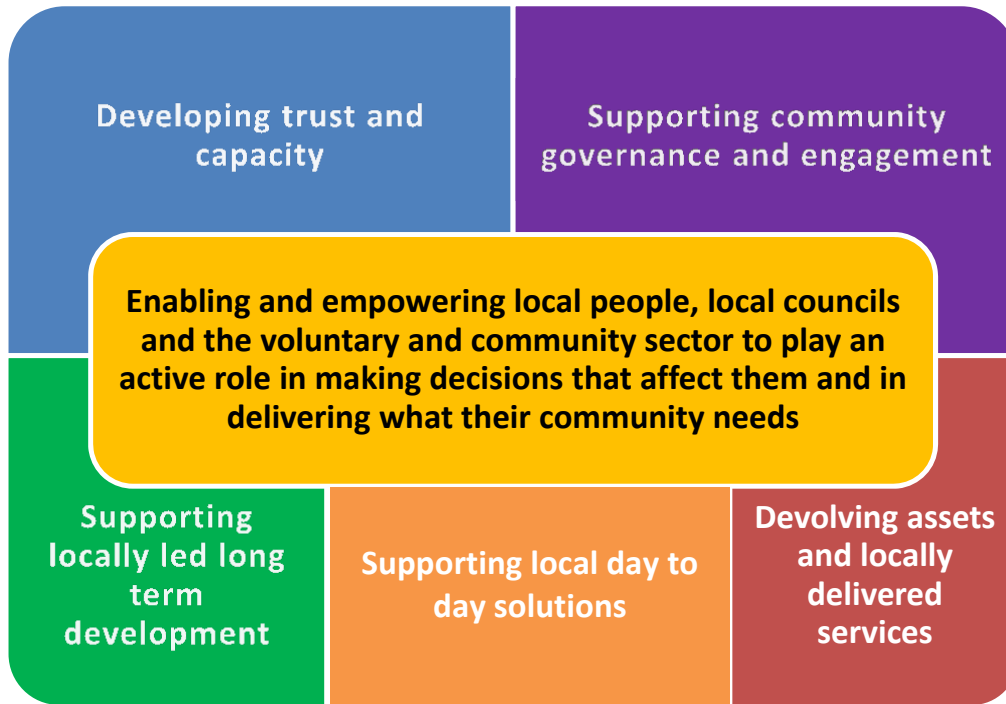 Developing trust and
capacity
Supporting community
governance and engagement
Enabling and empowering local people, local councils
and the voluntary and community sector to play an
active role in making decisions that affect them and in
delivering what their community needs
Supporting
locally led long
term
development
Supporting local day to
day solutions
Devolving assets
and locally
delivered
services